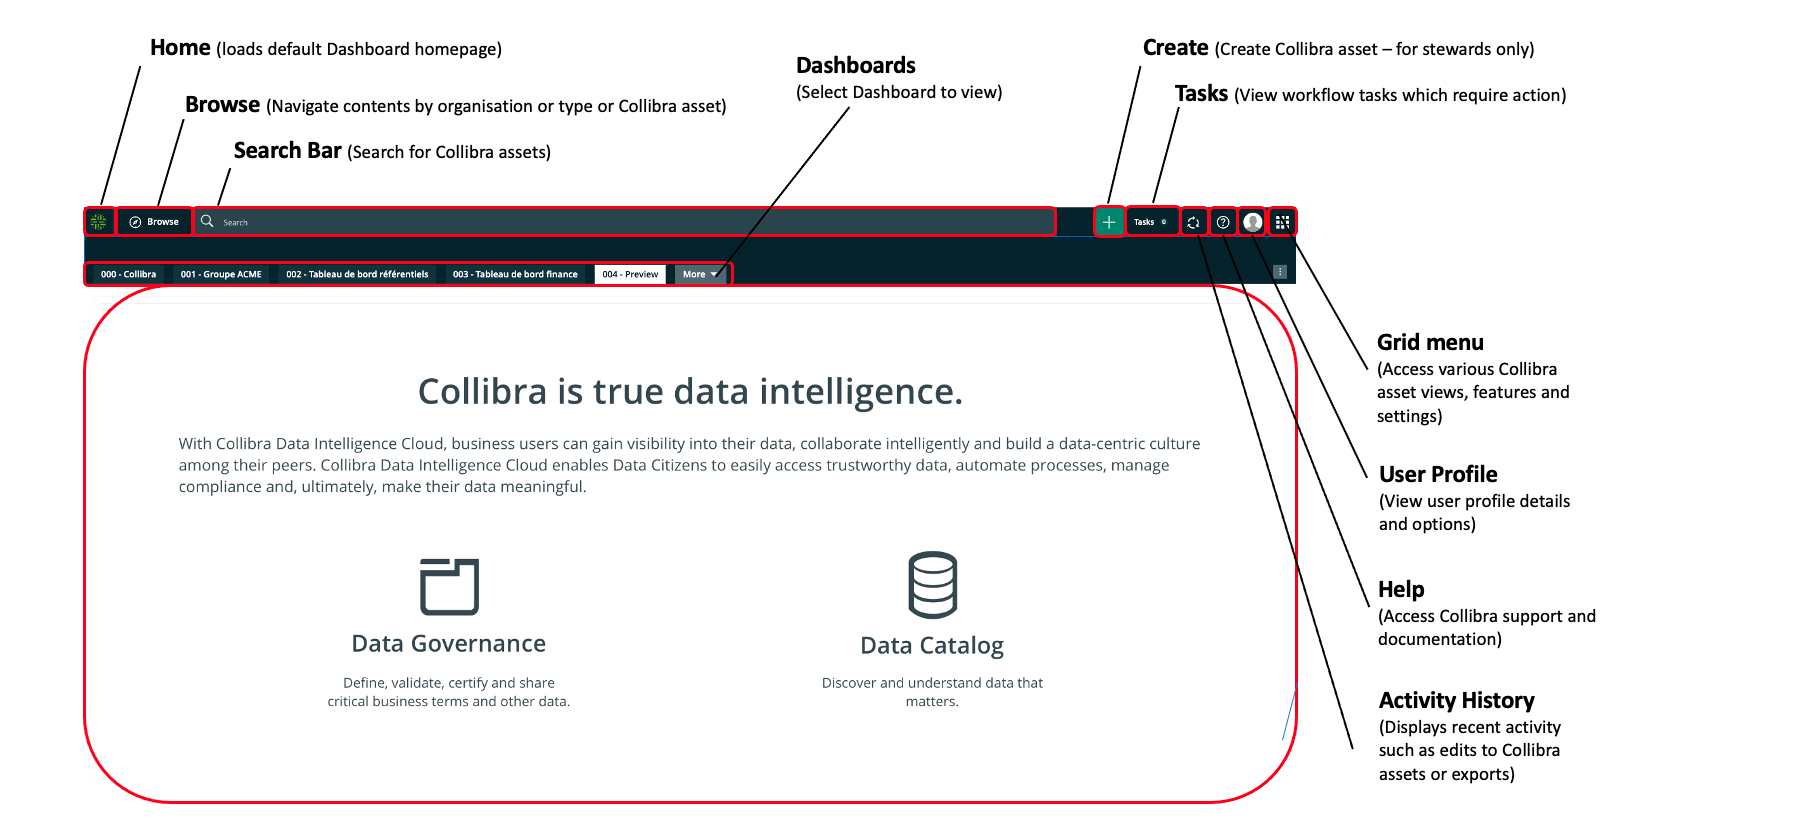 Home (loads default Dashboard homepage)
Browse (Navigate contents by organisation or type or Collibra asset)
Search Bar (Search for Collibra assets)
Dashboards
(Select Dashboard to view)
Create (Create Collibra asset – for stewards only)
Tasks (View workflow tasks which require action)
Browse
Search
Tasks 0
000 - Collibra
001 - Groupe ACME
002 - Tableau de bord référentiels
003 - Tableau de bord finance
004 - Preview
More
Collibra is true data intelligence.
With Collibra Data Intelligence Cloud, business users can gain visibility into their data, collaborate intelligently and build a data-centric culture
among their peers. Collibra Data Intelligence Cloud enables Data Citizens to easily access trustworthy data, automate processes, manage
compliance and, ultimately, make their data meaningful.
Data Governance
Define, validate, certify and share
critical business terms and other data.
Data Catalog
Discover and understand data that
matters.
Grid menu
(Access various Collibra
asset views, features and
settings)
User Profile
(View user profile details
and options)
Help
(Access Collibra support and
documentation)
Activity History
(Displays recent activity
such as edits to Collibra
assets or exports)